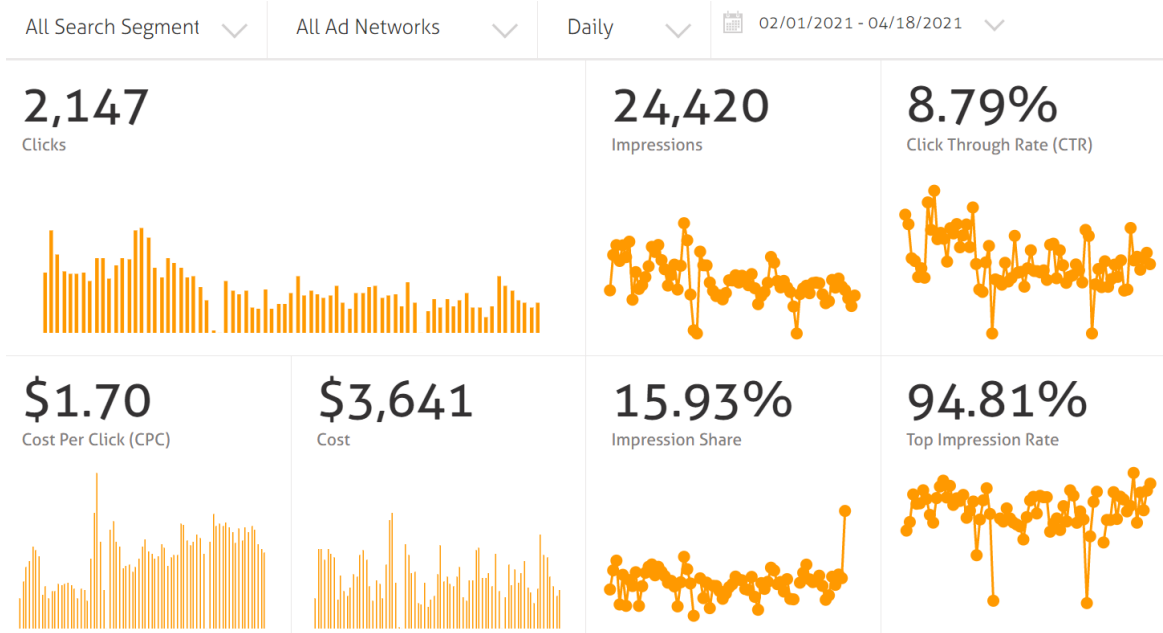 All Search Segment
All Ad Networks
Daily
02/01/2021 - 04/18/2021
2,147
Clicks
24,420
Impressions
8.79%
Click Through Rate (CTR)
$1.70
Cost Per Click (CPC)
$3,641
Cost
15.93%
Impression Share
94.81%
Top Impression Rate